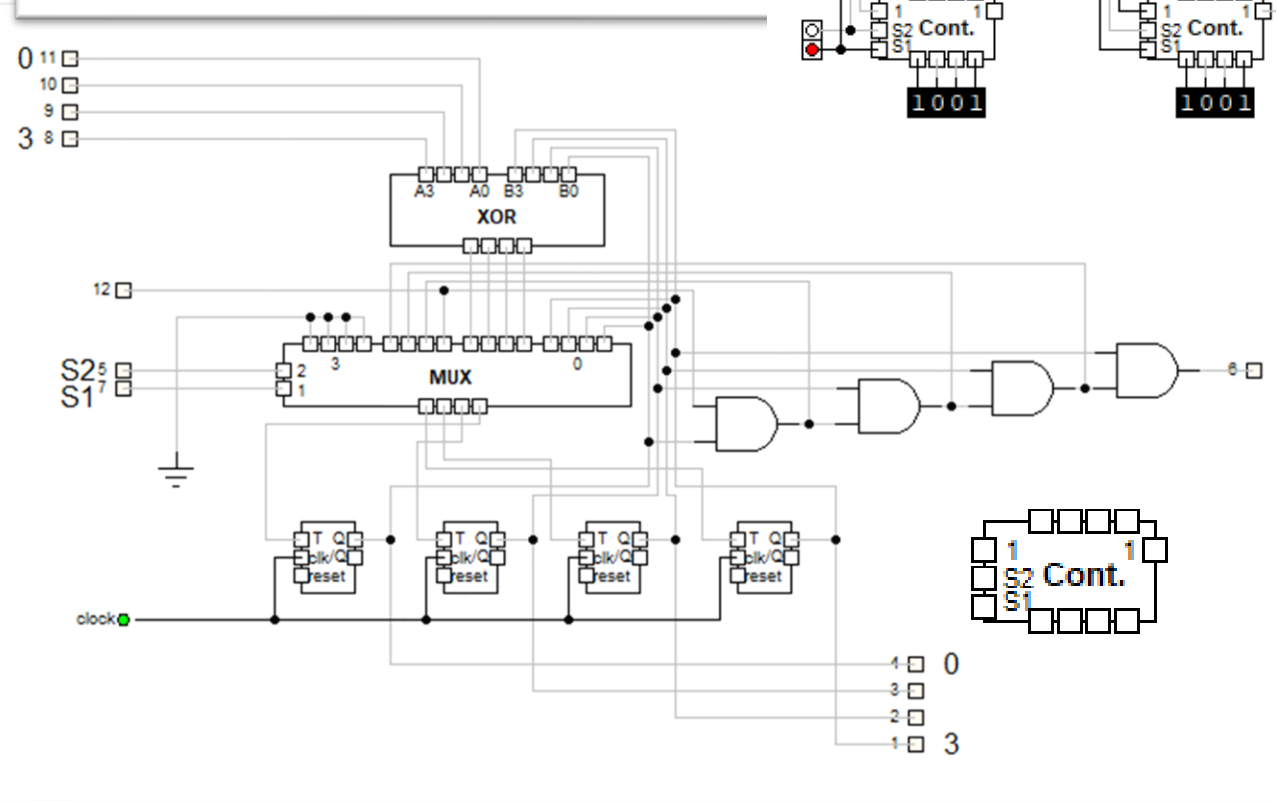 1 1 1 1
S2 Cont. S2 Cont.
S1 S1
1001 1001
0 11
10
9
3 8
A3 A0 B3 B0
XOR
12
3 0
S2 5 2
MUX
S1 7 1
6
T Q T Q T Q T Q
clk/Q clk/Q clk/Q clk/Q
reset reset reset reset
1 1
S2 Cont.
S1
clock
4 0
3
2
1 3